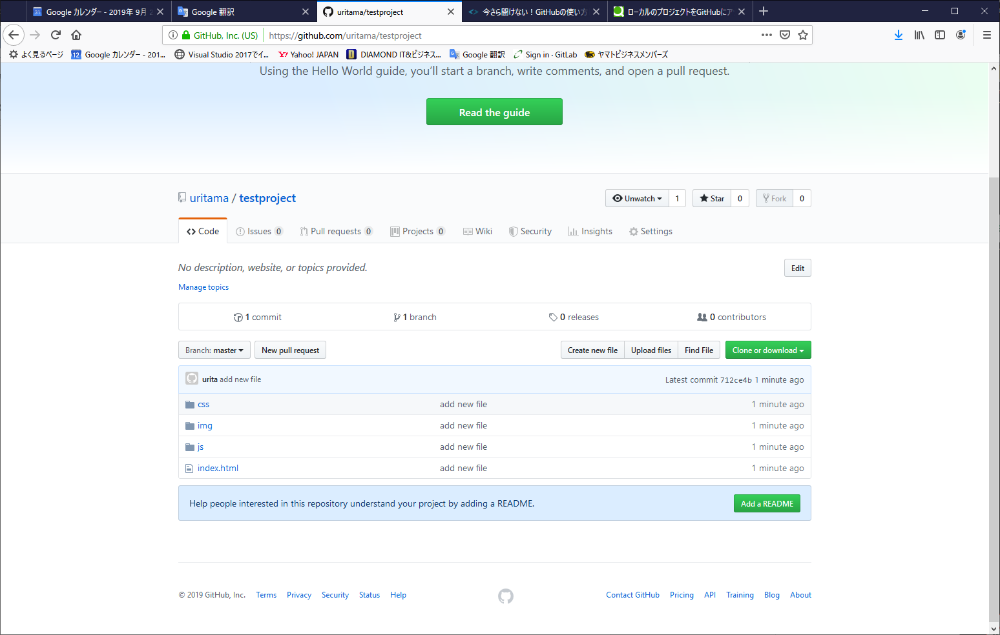 Google カレンダー - 2019年 9月 2
Google 翻訳
uritama/testproject
今さら聞けない！GitHubの使い方
ローカルのプロジェクトをGitHubにア
GitHub, Inc. (US)
https://github.com/uritama/testproject
よく見るページ
Google カレンダー - 201...
Visual Studio 2017でイ...
Yahoo! JAPAN
DIAMOND IT&ビジネス...
Google 翻訳
Sign in · GitLab
ヤマトビジネスメンバーズ
Using the Hello World guide, you’ll start a branch, write comments, and open a pull request.
Read the guide
uritama / testproject
Unwatch 1
Star 0
Fork 0
Code
Issues 0
Pull requests 0
Projects 0
Wiki
Security
Insights
Settings
No description, website, or topics provided.
Edit
Manage topics
1 commit
1 branch
0 releases
0 contributors
Branch: master
New pull request
Create new file
Upload files
Find File
Clone or download
urita add new file
Latest commit 712ce4b 1 minute ago
css add new file 1 minute ago
img add new file 1 minute ago
js add new file 1 minute ago
index.html add new file 1 minute ago
Help people interested in this repository understand your project by adding a README.
Add a README
© 2019 GitHub, Inc.
Terms
Privacy
Security
Status
Help
Contact GitHub
Pricing
API
Training
Blog
About